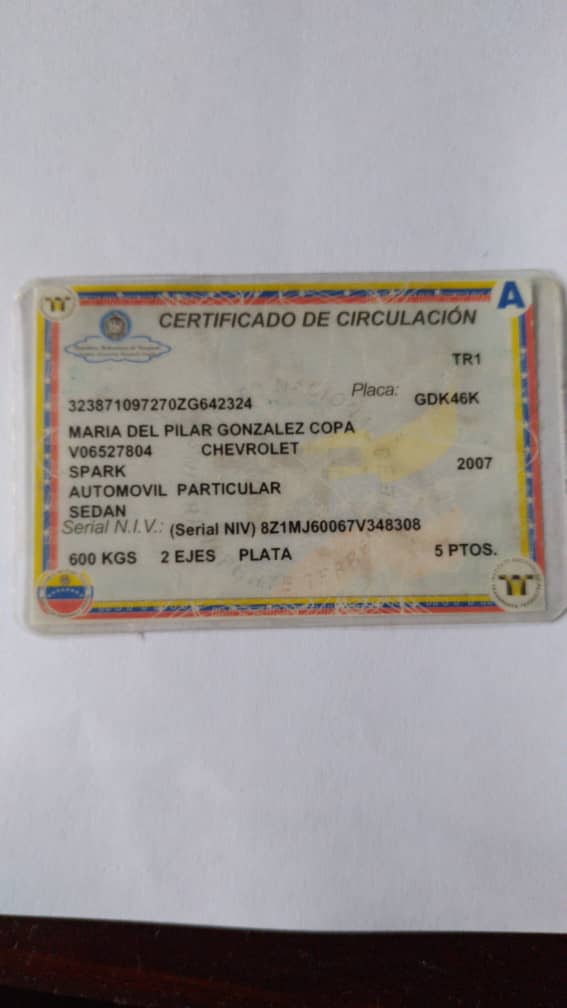 A
CERTIFICADO DE CIRCULACIÓN
TR1
Placa: GDK46K
323871097270ZG642324
MARIA DEL PILAR GONZALEZ COPA
V06527804 CHEVROLET
SPARK 2007
AUTOMOVIL PARTICULAR
SEDAN
Serial N.I.V.: (Serial NIV) 8Z1MJ60067V348308
600 KGS 2 EJES PLATA 5 PTOS.